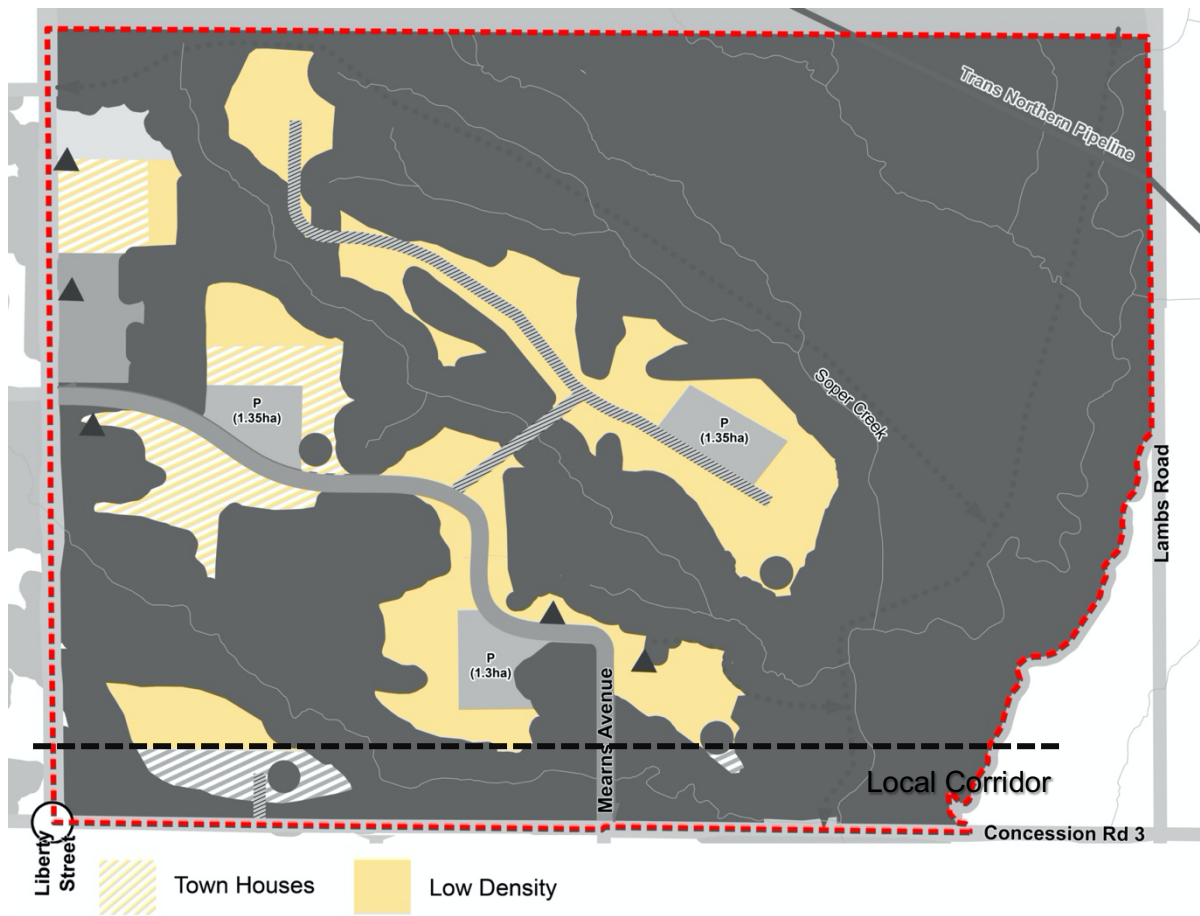 Trans Northern Pipeline
P
(1.35ha)
P
(1.35ha)
Soper Creek
Lambs Road
P
(1.3ha)
Mearns Avenue
Local Corridor
Concession Rd 3
Liberty
Street
Town Houses
Low Density